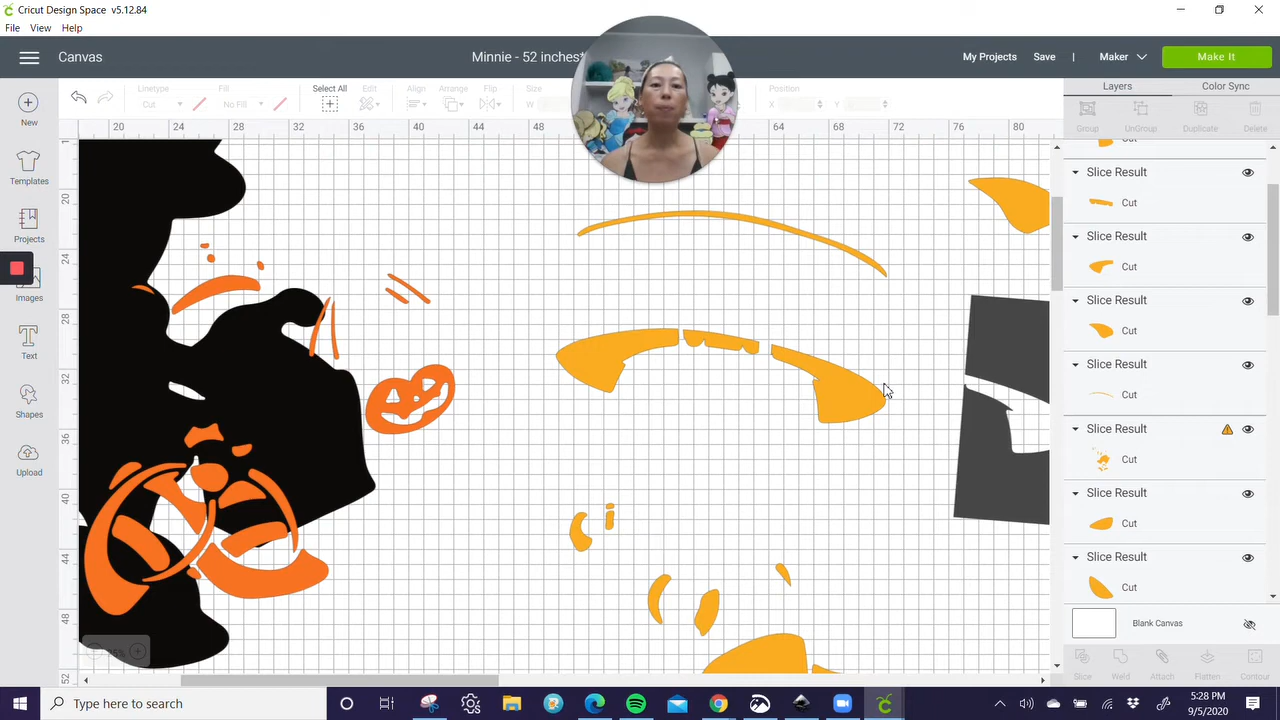 Cricut Design Space v5.12.84
File View Help
Canvas
Minnie - 52 inches*
My Projects Save | Maker Make It
Linetype Fill Select All Edit Align Arrange Flip Size Position
Cut No Fill W X Y
Layers Color Sync
Group UnGroup Duplicate Delete
20 24 28 32 36 40 44 48 64 68 72 76 80
20
24
28
32
36
40
44
48
52
New
Templates
Projects
Images
Text
Shapes
Upload
Cut
Slice Result
Cut
Slice Result
Cut
Slice Result
Cut
Slice Result
Cut
Slice Result
Cut
Slice Result
Cut
Slice Result
Cut
Blank Canvas
Slice Weld Attach Flatten Contour
Type here to search
5:28 PM
9/5/2020